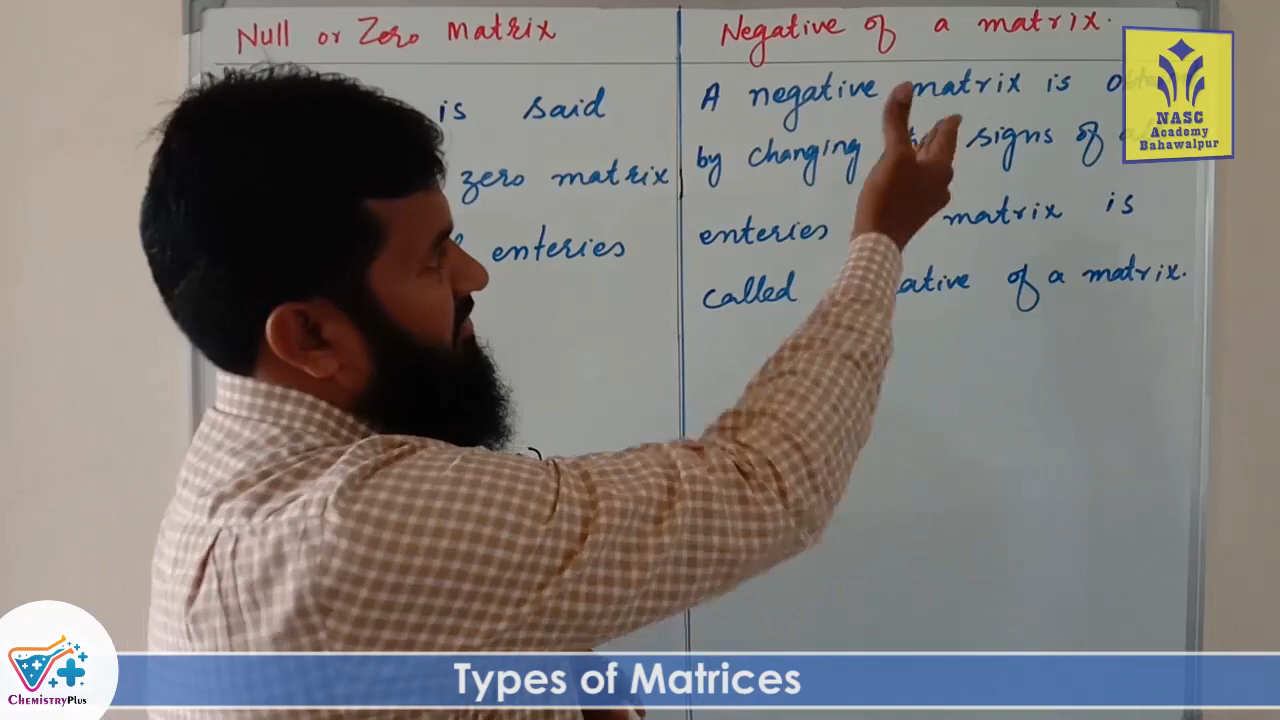 Null or Zero Matrix
is said
zero matrix
enteries
Negative of a matrix.
A negative matrix is
by changing signs of
enteries matrix is
called of a matrix.
NASC
Academy
Bahawalpur
CHEMISTRYPlus
Types of Matrices